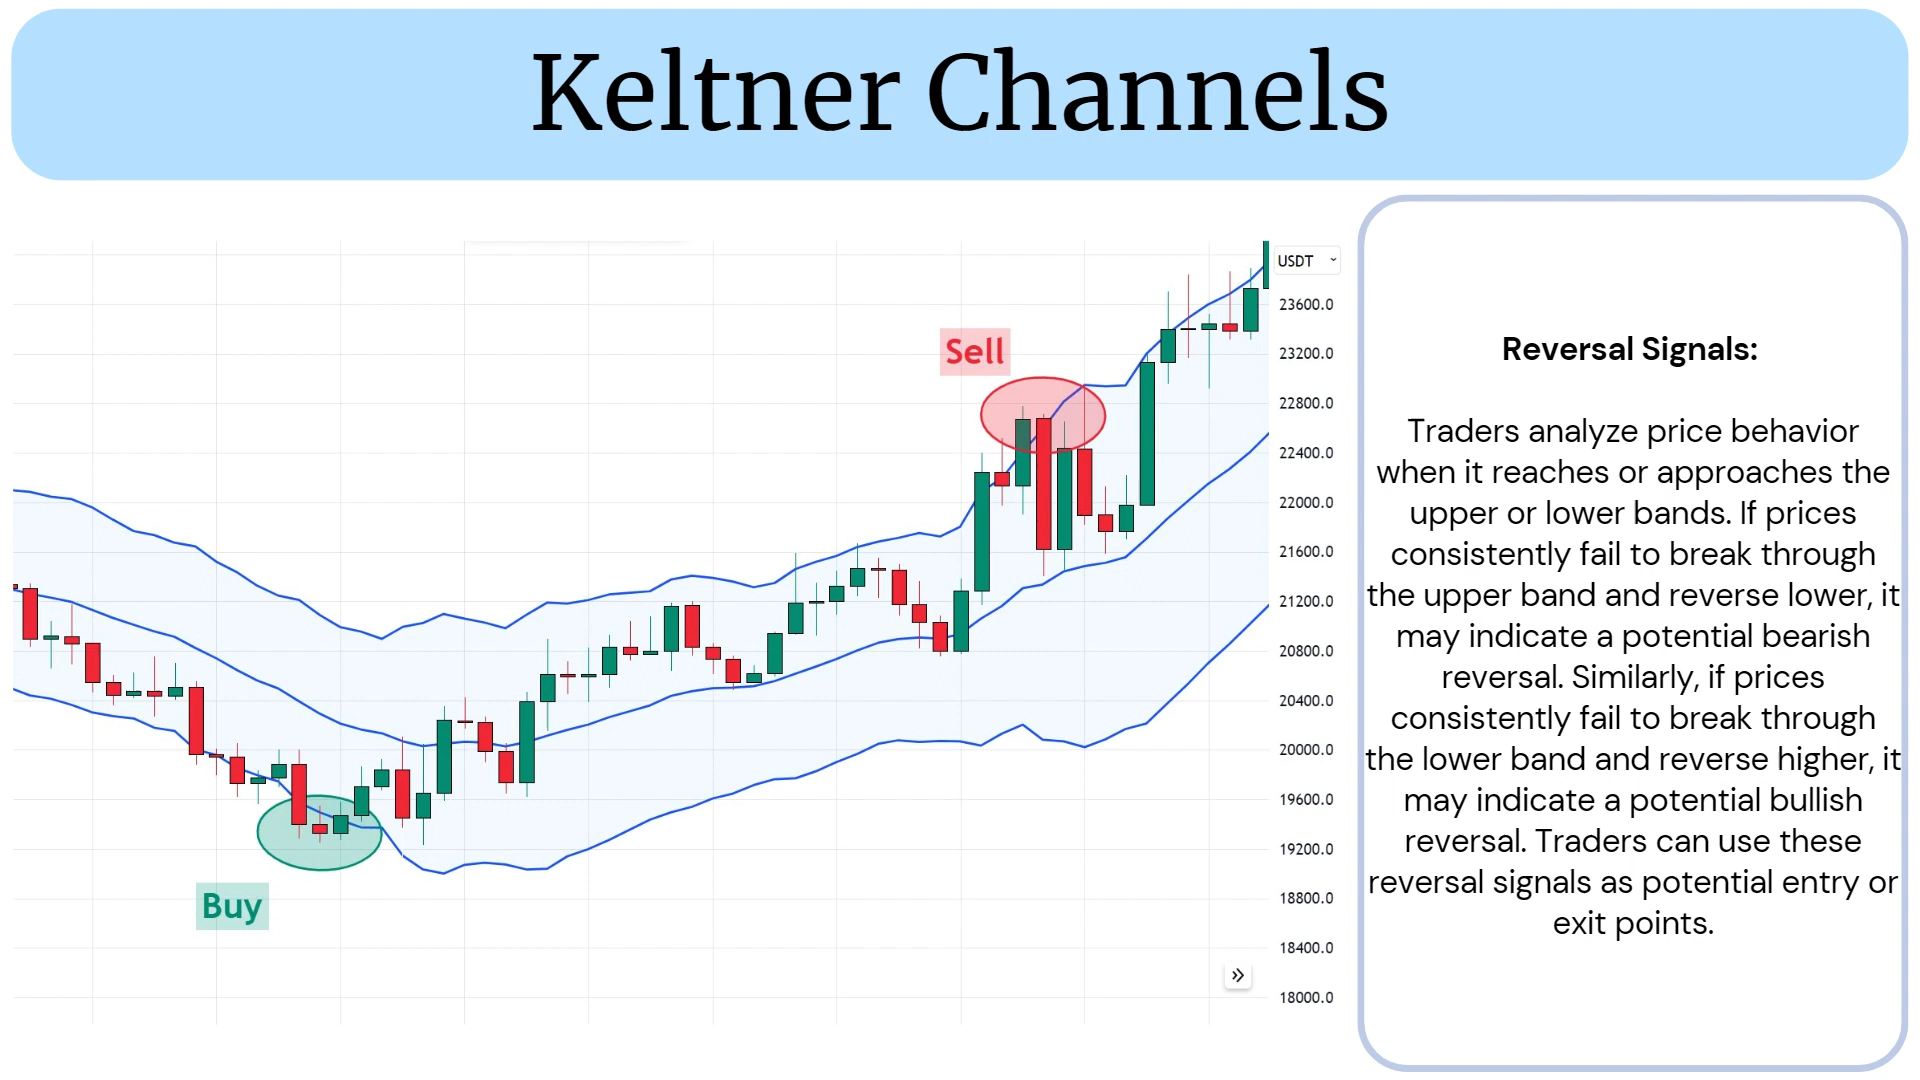 Keltner Channels
USDT
23600.0
23200.0
22800.0
22400.0
22000.0
21600.0
21200.0
20800.0
20400.0
20000.0
19600.0
19200.0
18800.0
18400.0
18000.0
Sell
Buy
Reversal Signals:
Traders analyze price behavior
when it reaches or approaches the
upper or lower bands. If prices
consistently fail to break through
the upper band and reverse lower, it
may indicate a potential bearish
reversal. Similarly, if prices
consistently fail to break through
the lower band and reverse higher, it
may indicate a potential bullish
reversal. Traders can use these
reversal signals as potential entry or
exit points.